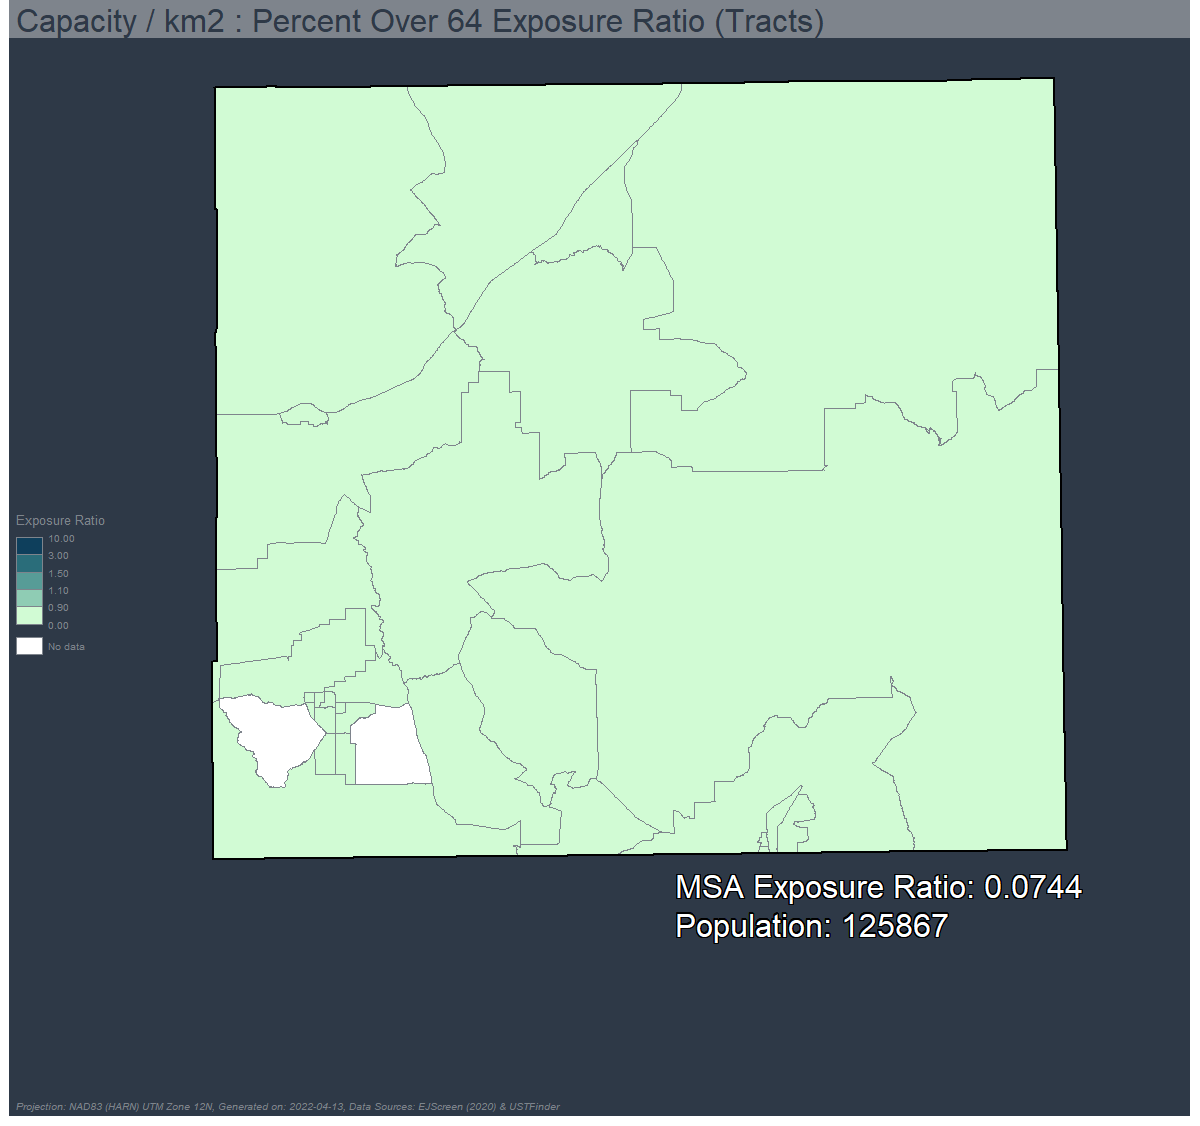 Capacity / km2 : Percent Over 64 Exposure Ratio (Tracts)
Exposure Ratio
10.00
3.00
1.50
1.10
0.90
0.00
No data
MSA Exposure Ratio: 0.0744
Population: 125867
Projection: NAD83 (HARN) UTM Zone 12N, Generated on: 2022-04-13, Data Sources: EJScreen (2020) & USTFinder